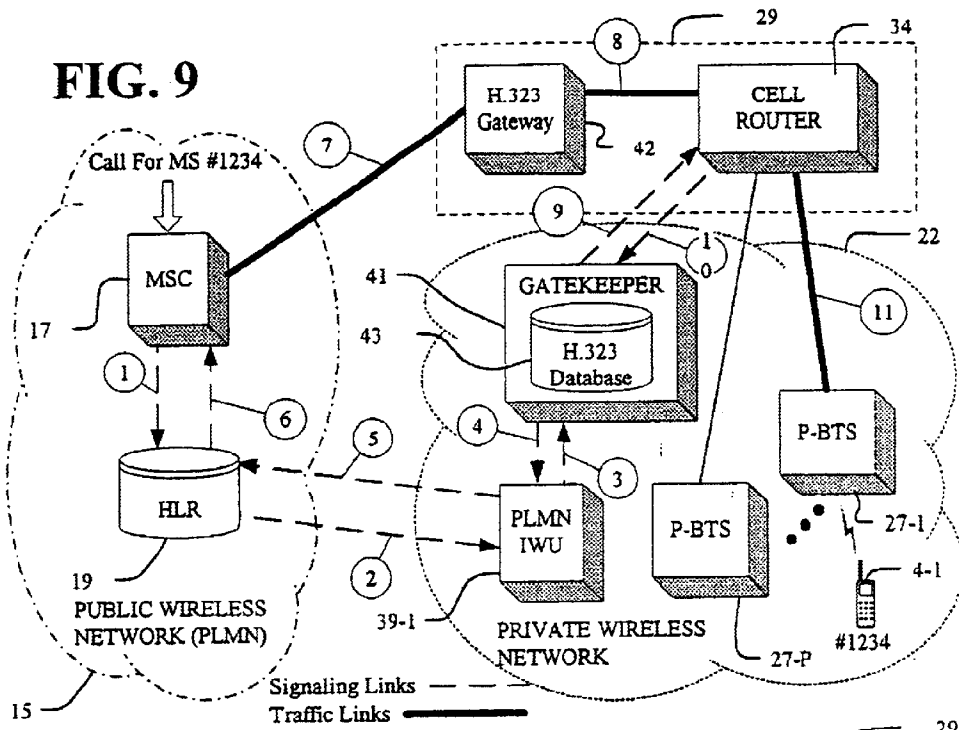 FIG. 9
29
34
8
H.323
Gateway
CELL
ROUTER
42
7
Call For MS #1234
9
1
0
22
MSC
17
41
GATEKEEPER
43
H.323
Database
11
1
6
4
3
5
P-BTS
HLR
PLMN
IWU
P-BTS
27-1
2
19
4-1
PUBLIC WIRELESS
NETWORK (PLMN)
39-1
PRIVATE WIRELESS
NETWORK
#1234
27-P
15
Signaling Links
Traffic Links
29